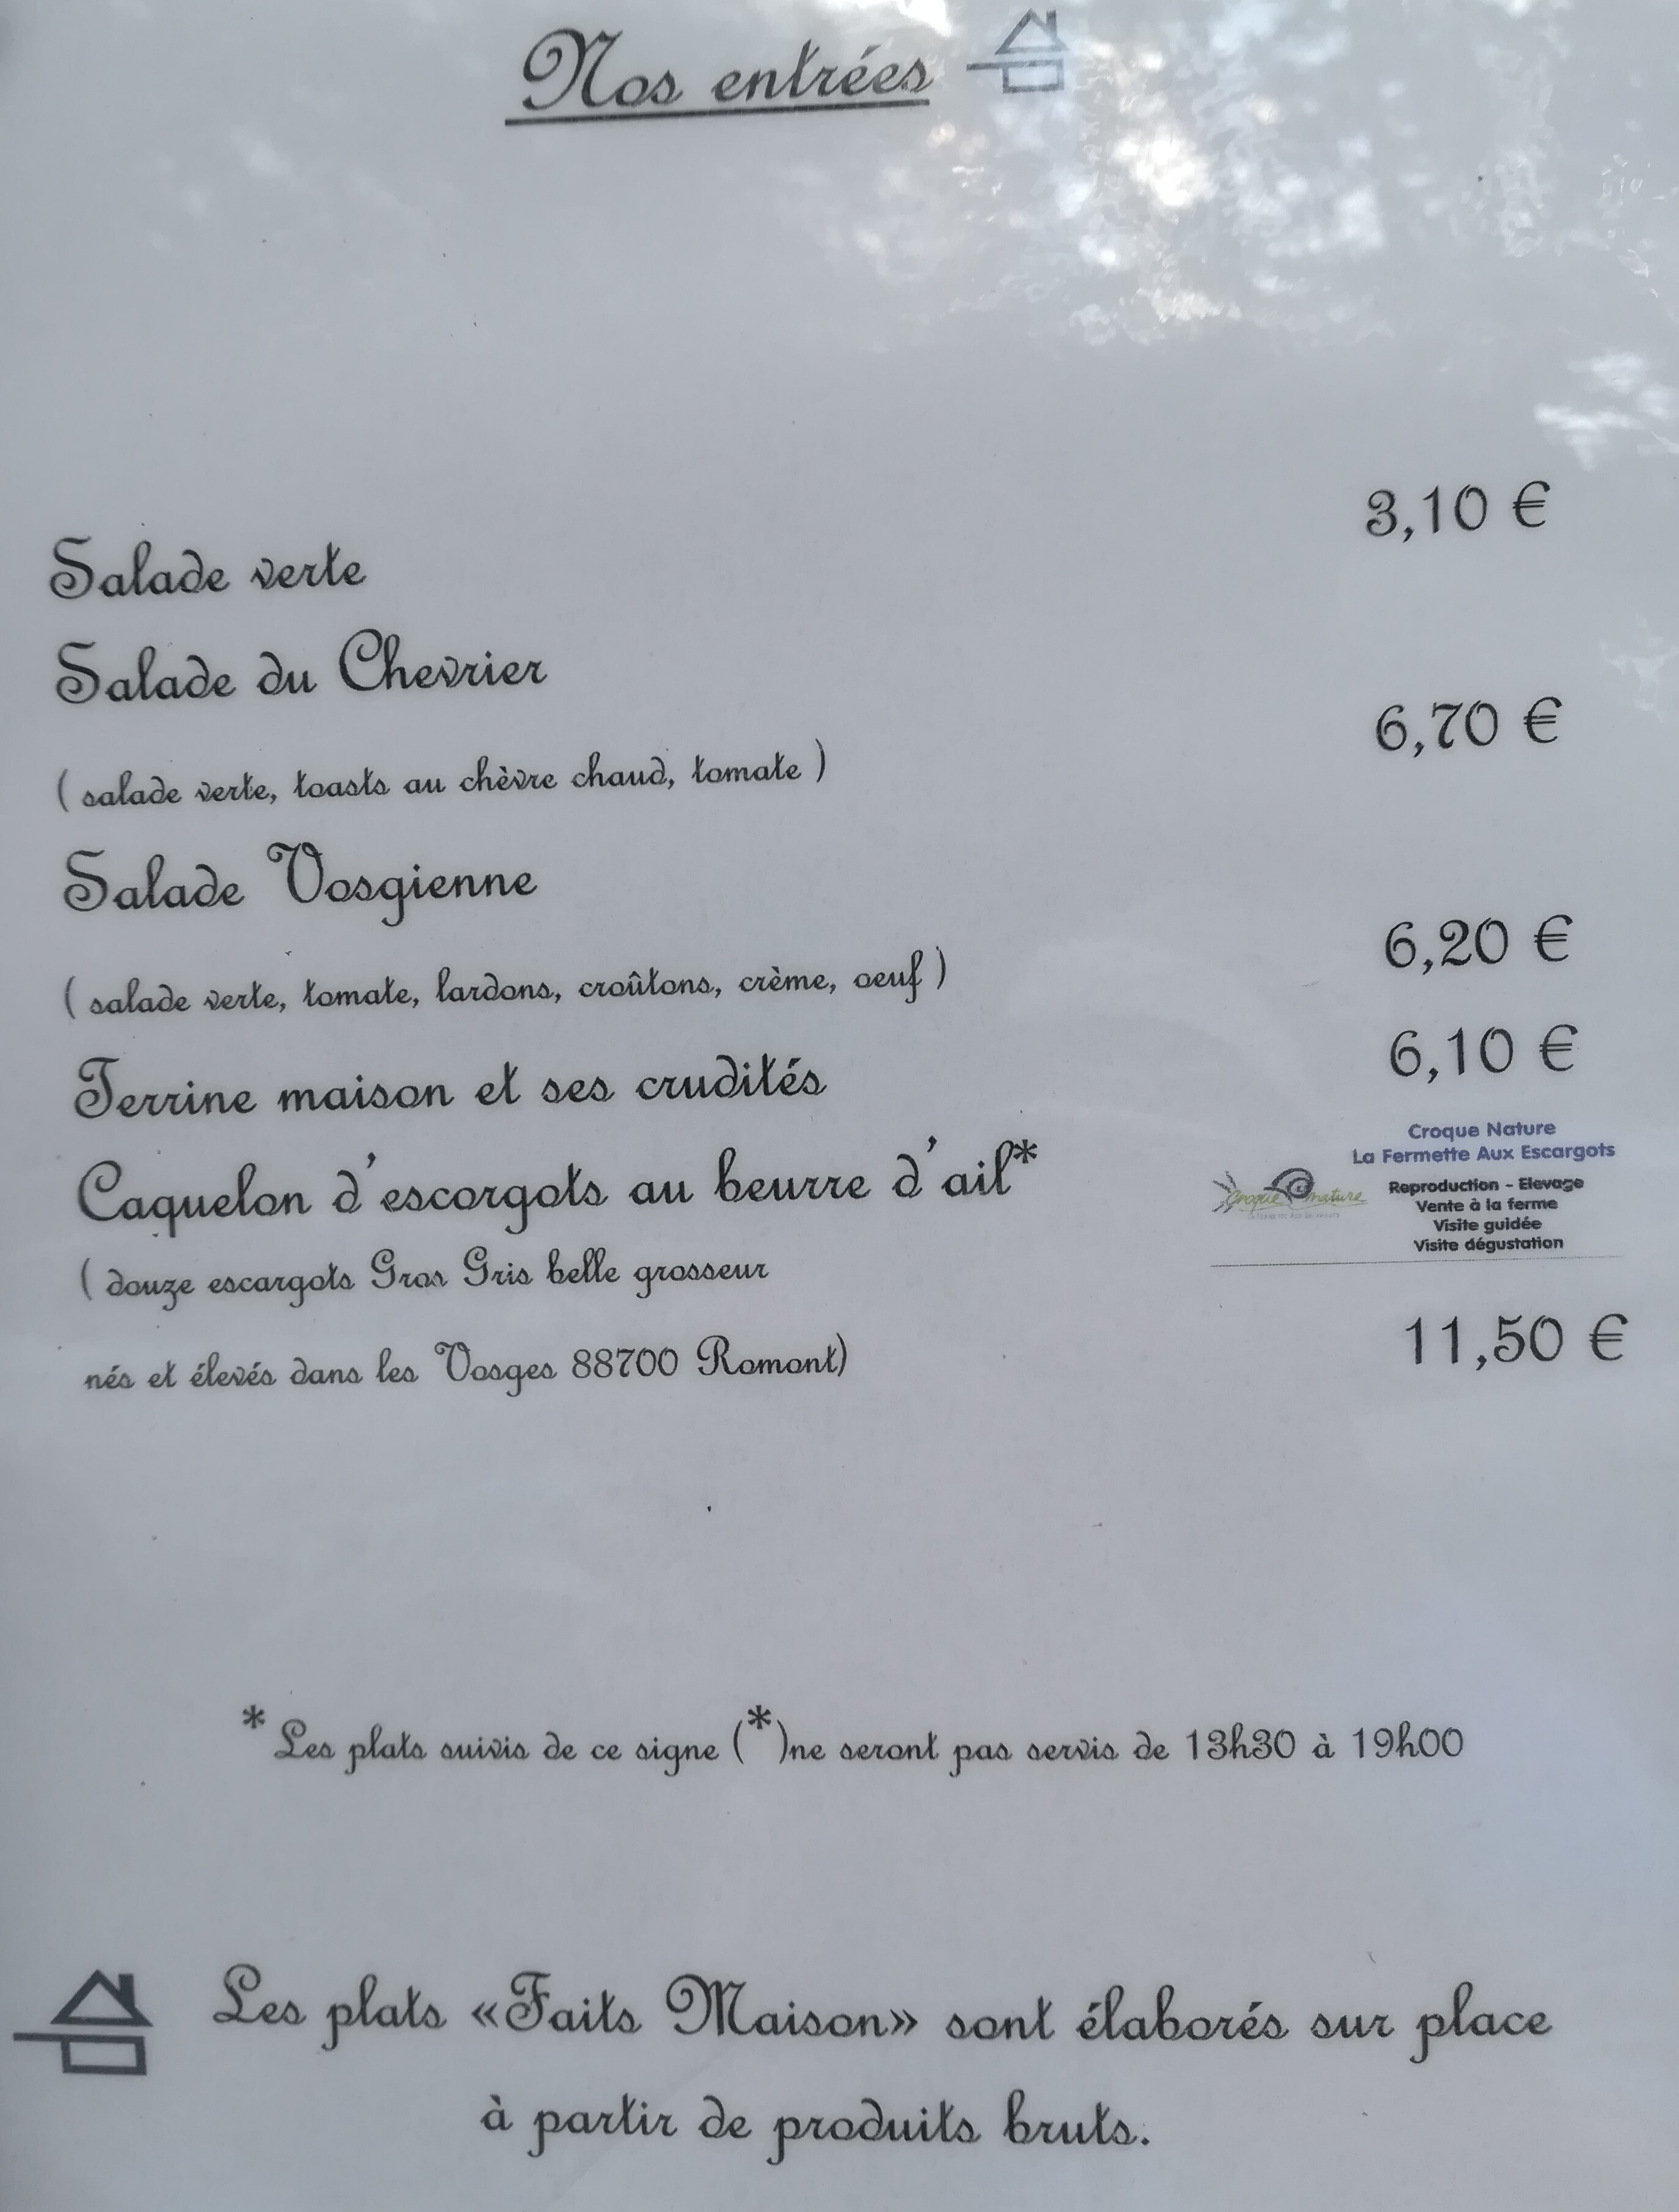 Nos entrées
Salade verte 3,10 €
Salade du Chevrier
( salade verte, toasts au chèvre chaud, tomate ) 6,70 €
Salade Vosgienne
( salade verte, tomate, lardons, croûtons, crème, oeuf ) 6,20 €
Terrine maison et ses crudités 6,10 €
Caquelon d'escorgots au beurre d'ail*
Croque Nature
La Fermette Aux Escargots
Croque nature
Reproduction - Elevage
Vente à la ferme
Visite guidée
Visite dégustation
( douze escargots Gros Gris belle grosseur
nés et élevés dans les Vosges 88700 Romont) 11,50 €
* Les plats suivis de ce signe (*)ne seront pas servis de 13h30 à 19h00
Les plats «Faits Maison» sont élaborés sur place
à partir de produits bruts.